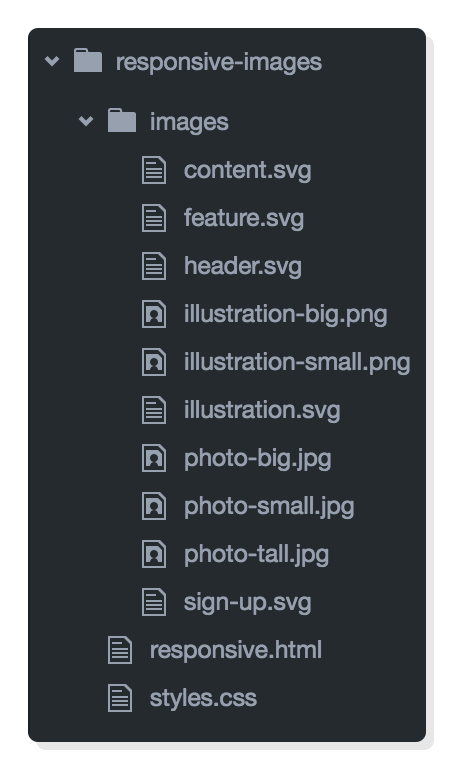 responsive-images
images
content.svg
feature.svg
header.svg
illustration-big.png
illustration-small.png
illustration.svg
photo-big.jpg
photo-small.jpg
photo-tall.jpg
sign-up.svg
responsive.html
styles.css